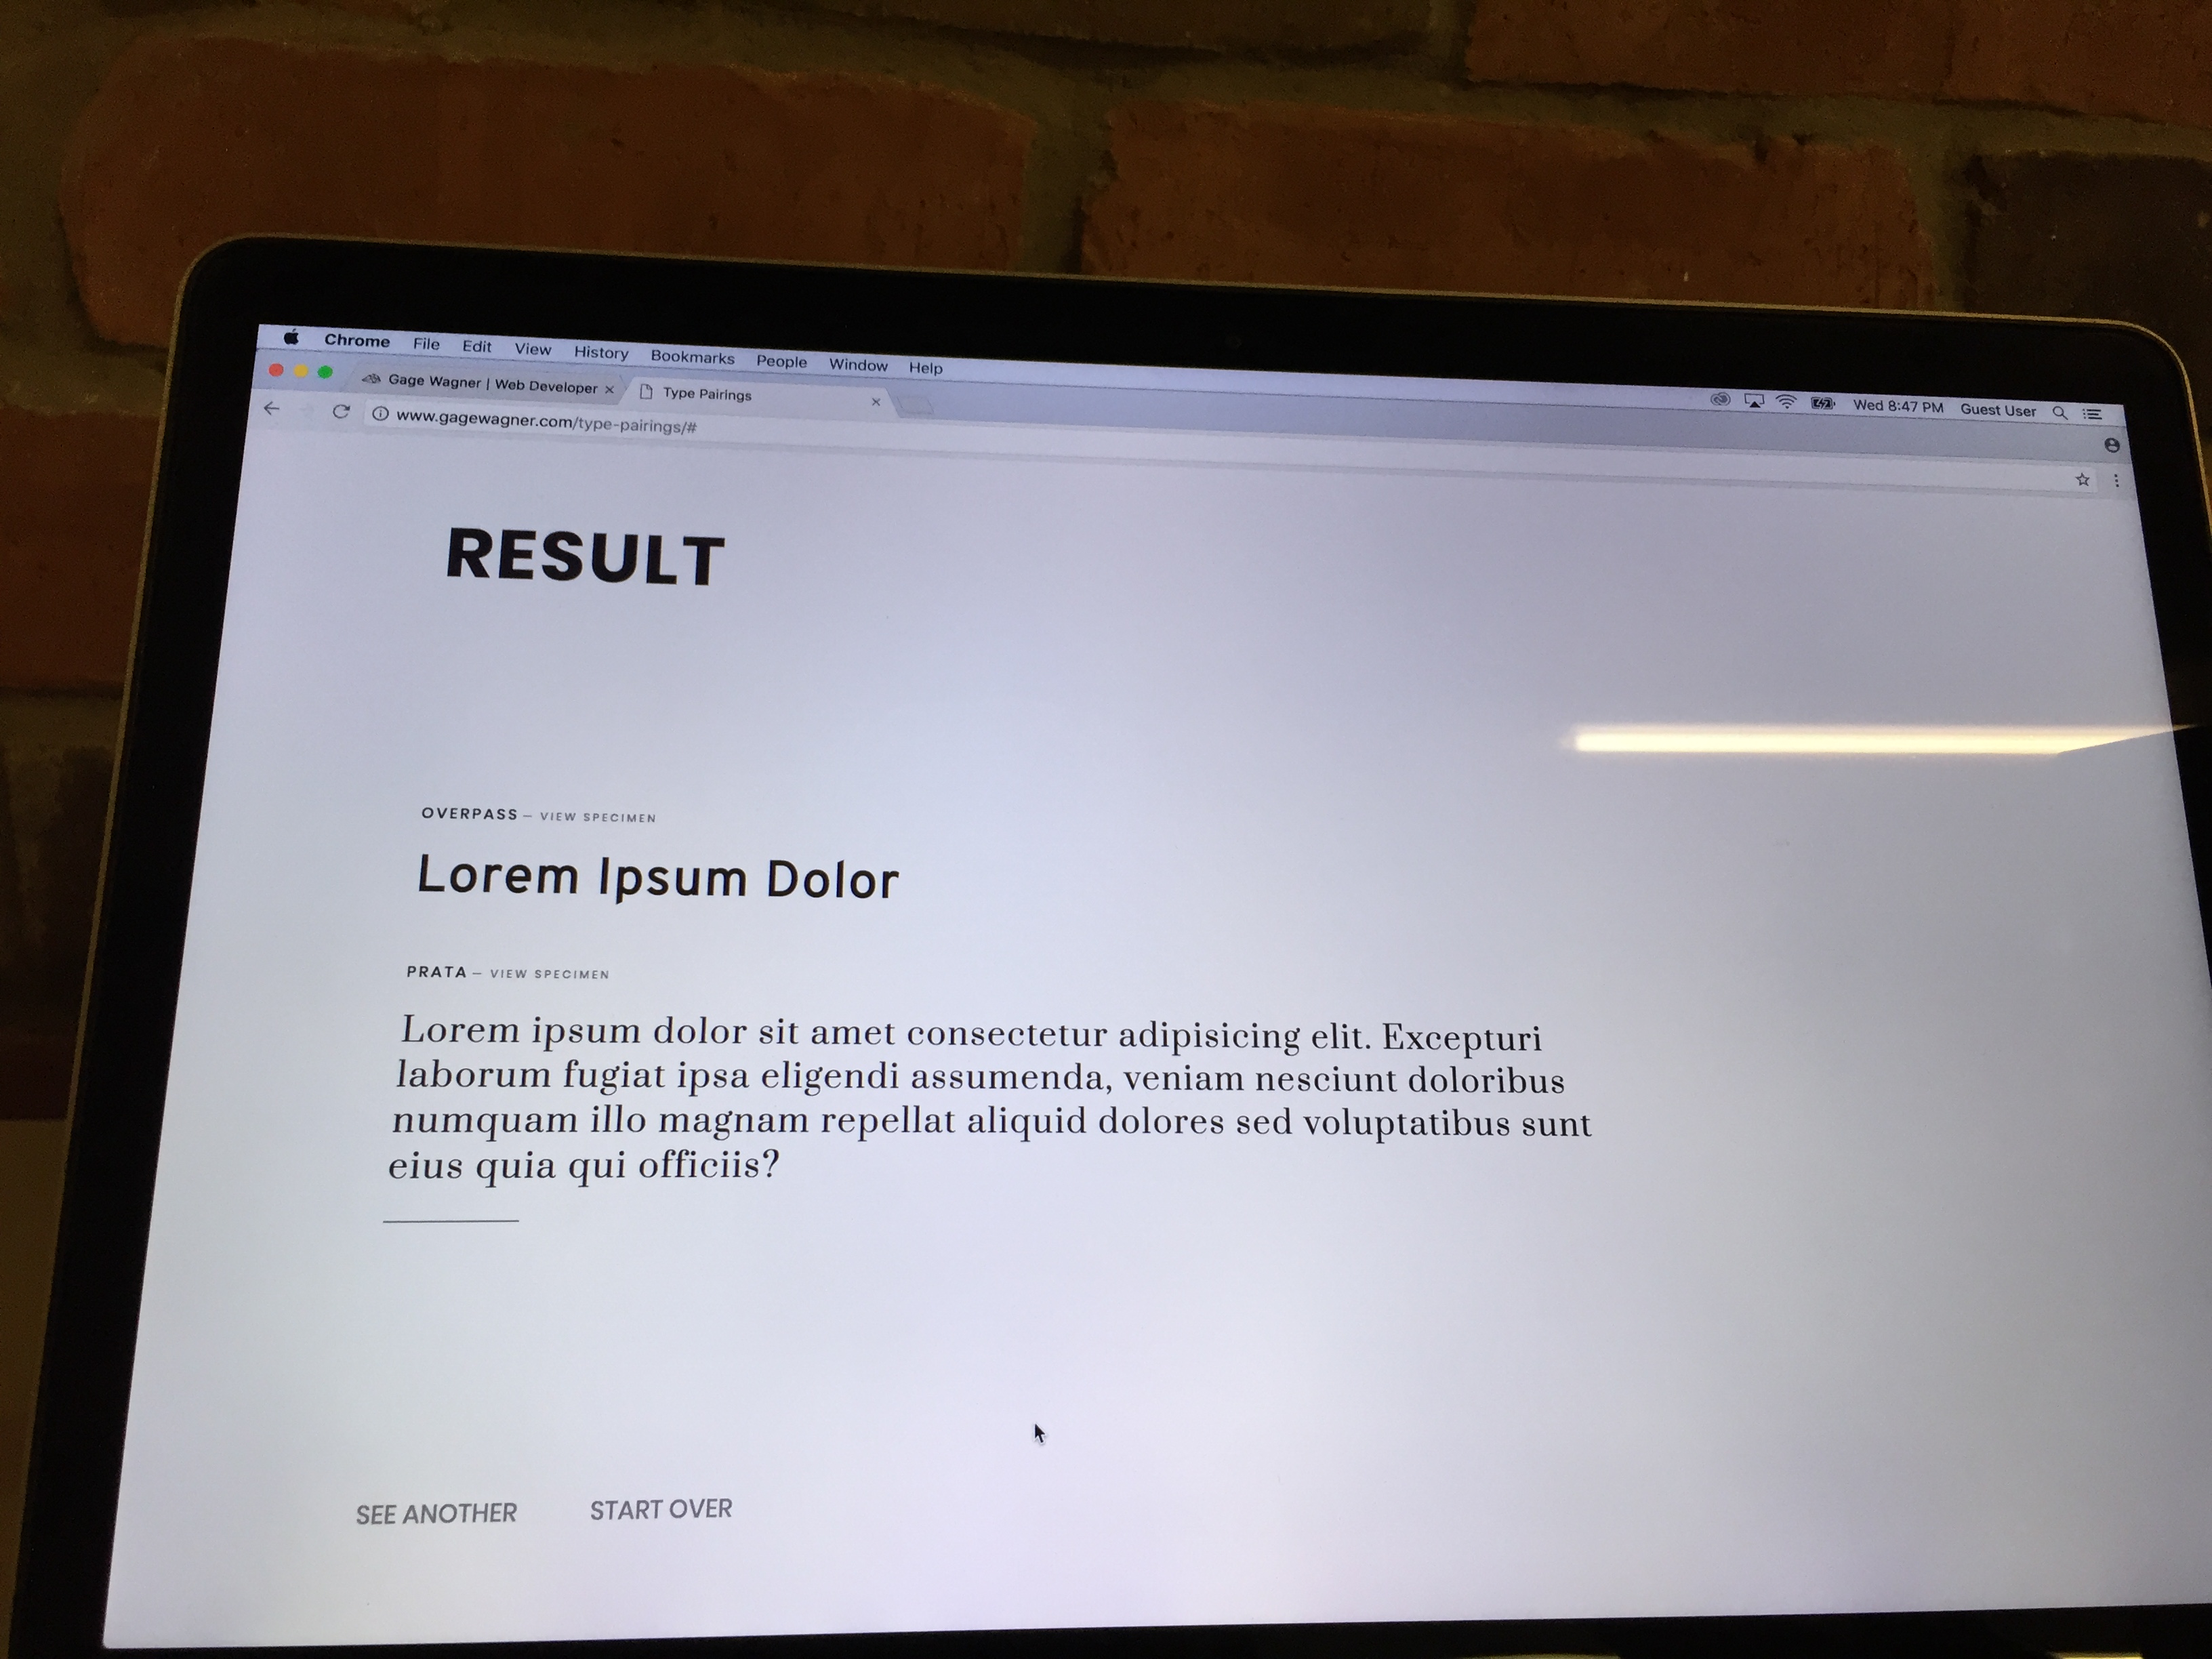 Chrome File Edit View History Bookmarks People Window Help
Wed 8:47 PM Guest User
Gage Wagner | Web Developer
Type Pairings
www.gagewagner.com/type-pairings/#
RESULT
OVERPASS – VIEW SPECIMEN
Lorem Ipsum Dolor
PRATA – VIEW SPECIMEN
Lorem ipsum dolor sit amet consectetur adipisicing elit. Excepturi
laborum fugiat ipsa eligendi assumenda, veniam nesciunt doloribus
numquam illo magnam repellat aliquid dolores sed voluptatibus sunt
eius quia qui officiis?
SEE ANOTHER START OVER